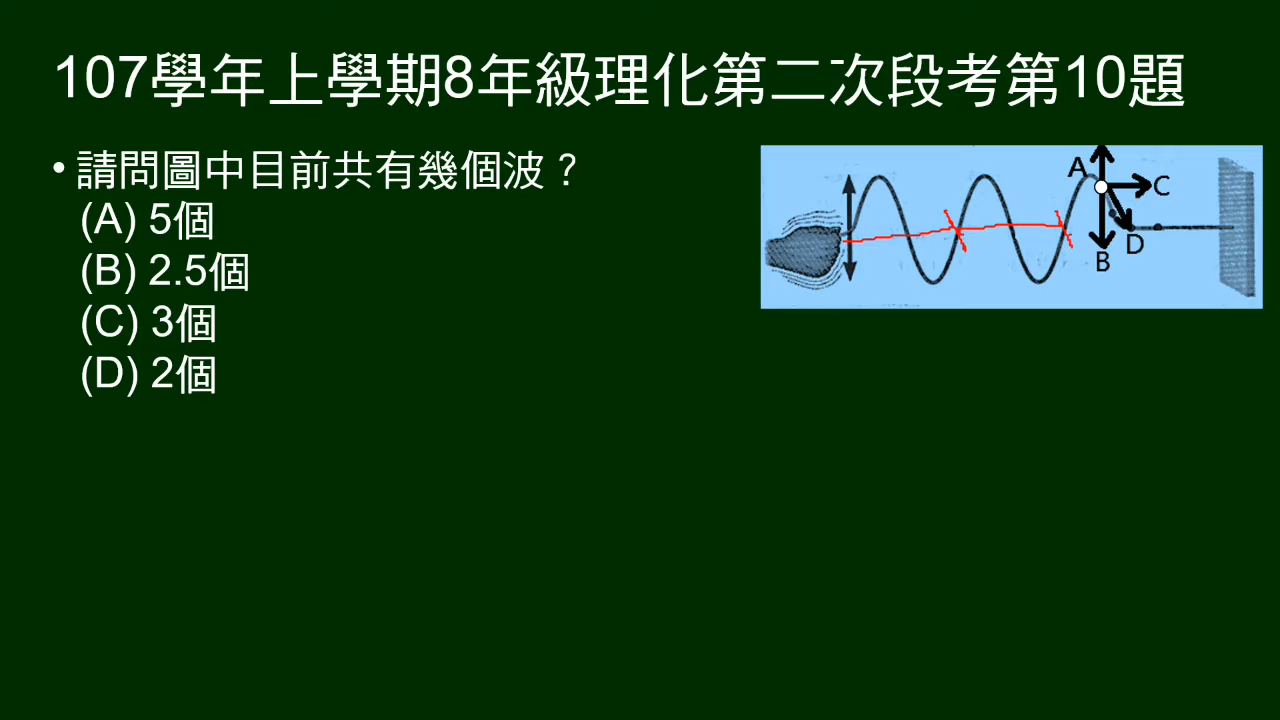 107學年上學期8年級理化第二次段考第10題
• 請問圖中目前共有幾個波？
(A) 5個
(B) 2.5個
(C) 3個
(D) 2個
A
C
D
B